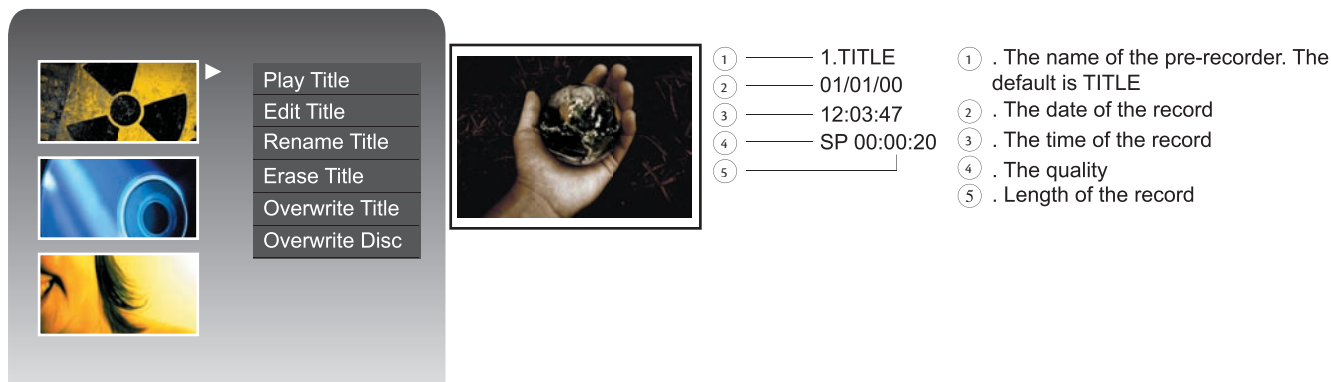 Play Title
Edit Title
Rename Title
Erase Title
Overwrite Title
Overwrite Disc
1 1.TITLE
2 01/01/00
3 12:03:47
4 SP 00:00:20
5
1 . The name of the pre-recorder. The
default is TITLE
2 . The date of the record
3 . The time of the record
4 . The quality
5 . Length of the record